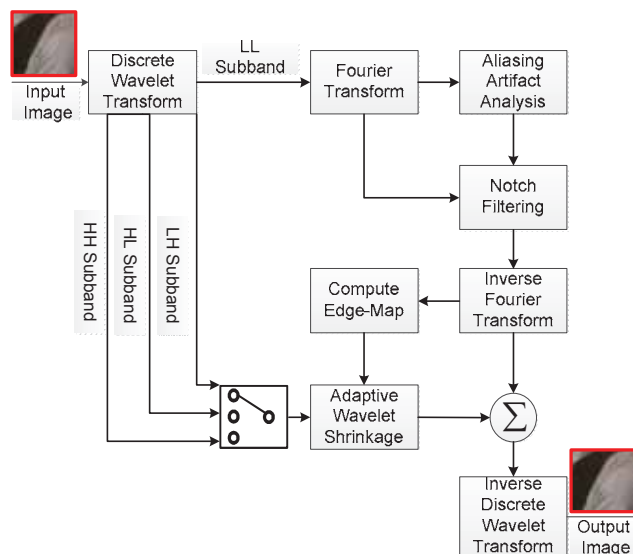 Input
Image
Discrete
Wavelet
Transform
LL
Subband
Fourier
Transform
Aliasing
Artifact
Analysis
Notch
Filtering
HH Subband
HL Subband
LH Subband
Compute
Edge-Map
Inverse
Fourier
Transform
Adaptive
Wavelet
Shrinkage
Σ
Inverse
Discrete
Wavelet
Transform
Output
Image